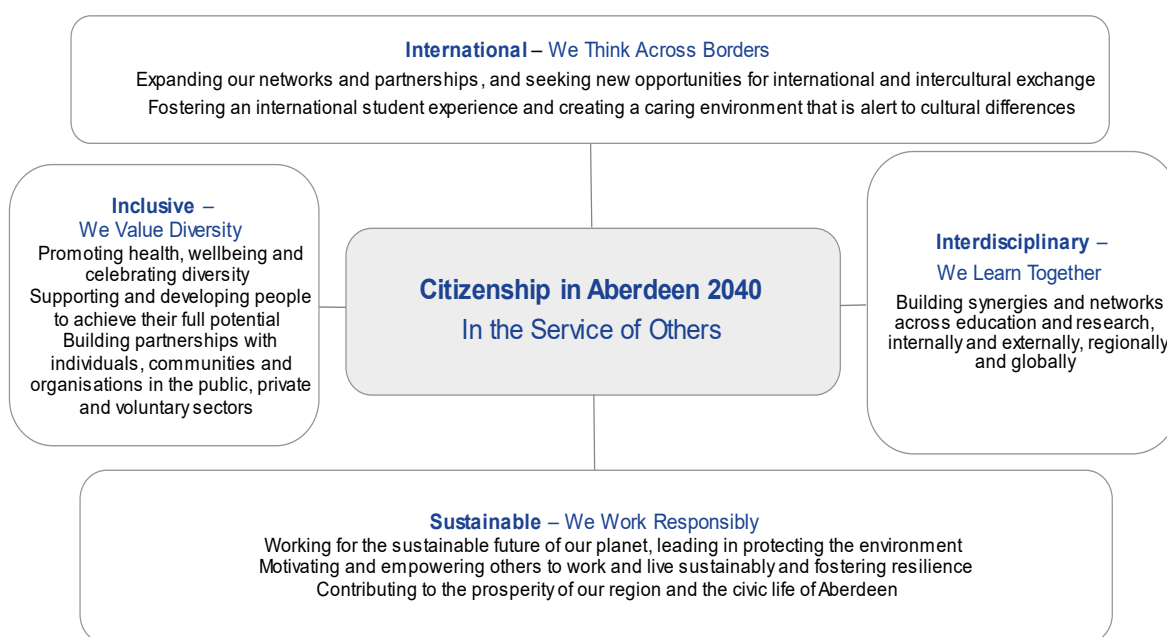 International – We Think Across Borders
Expanding our networks and partnerships, and seeking new opportunities for international and intercultural exchange
Fostering an international student experience and creating a caring environment that is alert to cultural differences
Inclusive –
We Value Diversity
Promoting health, wellbeing and
celebrating diversity
Supporting and developing people
to achieve their full potential
Building partnerships with
individuals, communities and
organisations in the public, private
and voluntary sectors
Citizenship in Aberdeen 2040
In the Service of Others
Interdisciplinary –
We Learn Together
Building synergies and networks
across education and research,
internally and externally, regionally
and globally
Sustainable – We Work Responsibly
Working for the sustainable future of our planet, leading in protecting the environment
Motivating and empowering others to work and live sustainably and fostering resilience
Contributing to the prosperity of our region and the civic life of Aberdeen